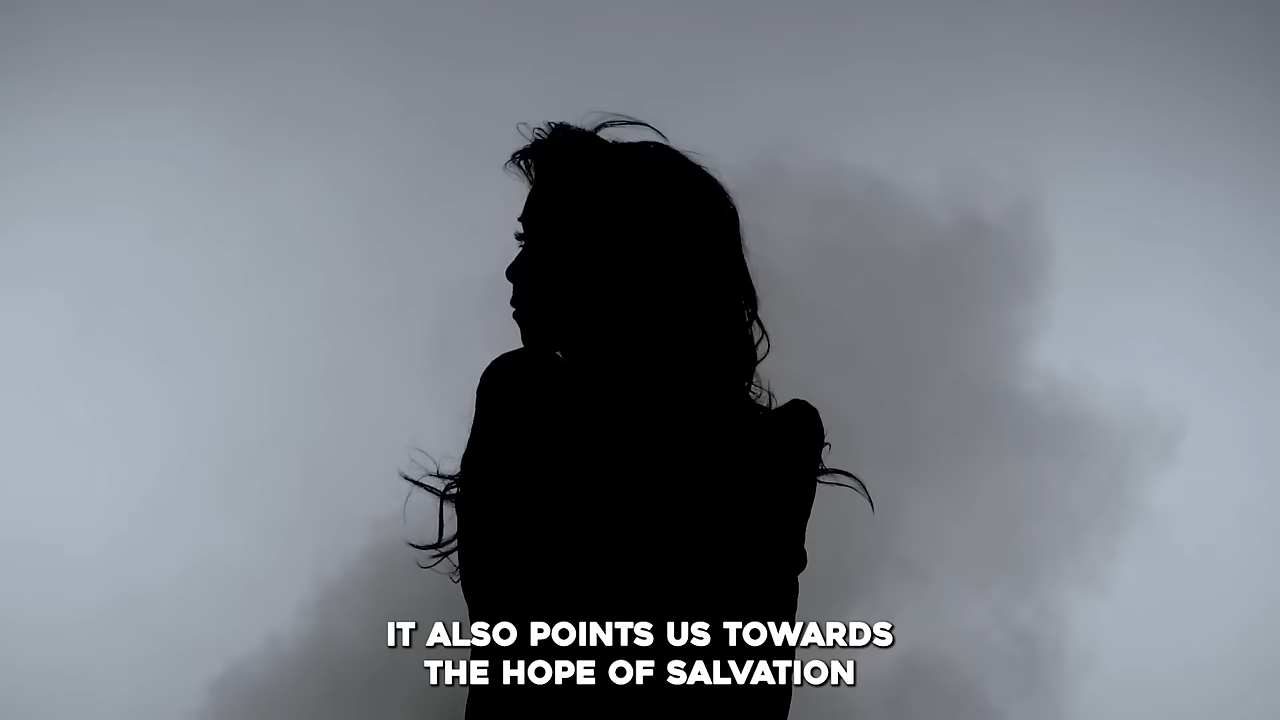 IT ALSO POINTS US TOWARDS
THE HOPE OF SALVATION